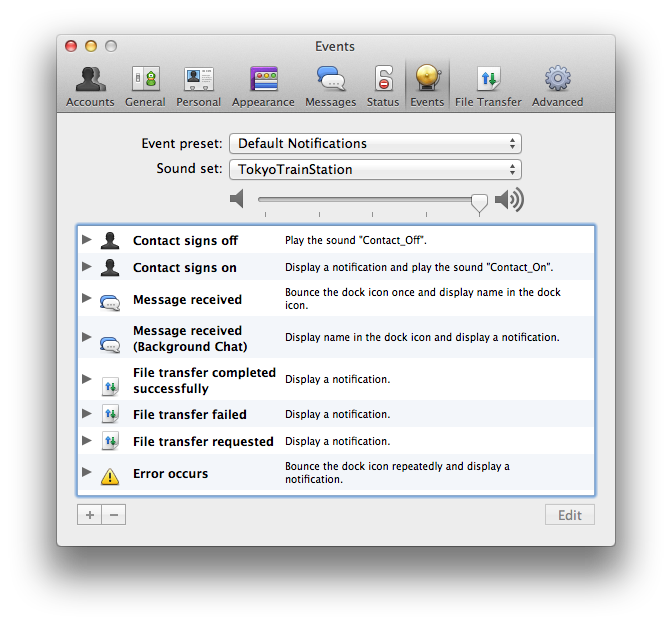 Events
Accounts General Personal Appearance Messages Status Events File Transfer Advanced
Event preset: Default Notifications
Sound set: TokyoTrainStation
Contact signs off Play the sound "Contact_Off".
Contact signs on Display a notification and play the sound "Contact_On".
Message received Bounce the dock icon once and display name in the dock
icon.
Message received
(Background Chat) Display name in the dock icon and display a notification.
File transfer completed
successfully Display a notification.
File transfer failed Display a notification.
File transfer requested Display a notification.
Error occurs Bounce the dock icon repeatedly and display a
notification.
+ − Edit